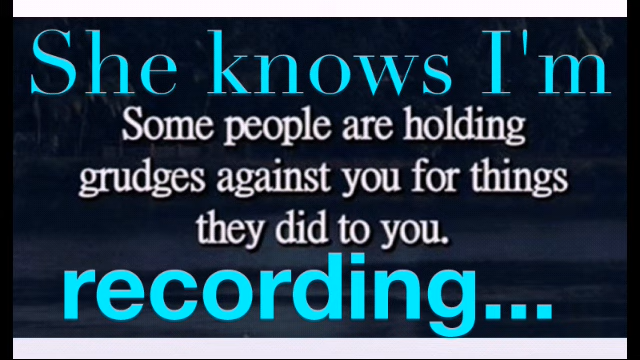 She knows I'm
Some people are holding
grudges against you for things
they did to you.
recording...